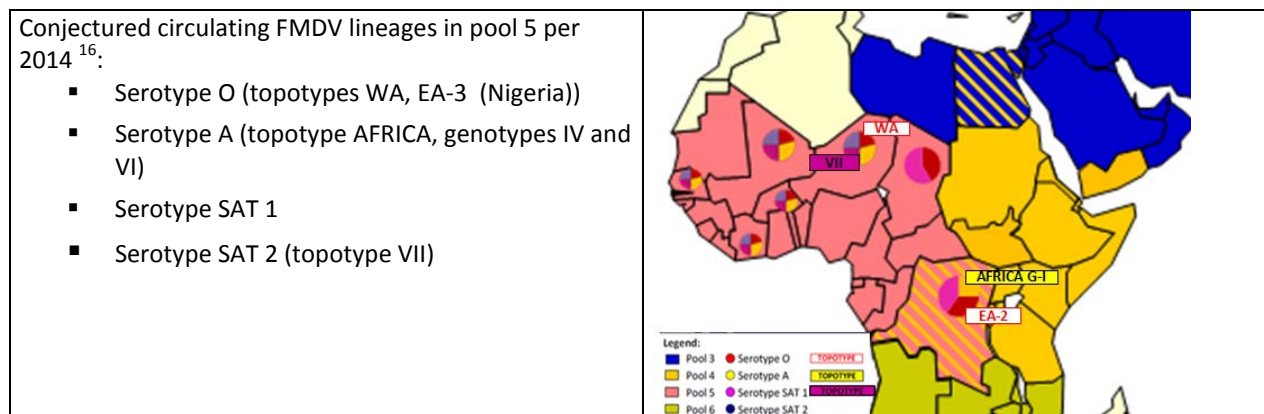 Conjectured circulating FMDV lineages in pool 5 per
2014 16:
▪ Serotype O (topotypes WA, EA-3 (Nigeria))
▪ Serotype A (topotype AFRICA, genotypes IV and
VI)
▪ Serotype SAT 1
▪ Serotype SAT 2 (topotype VII)
WA
VII
AFRICA G-I
EA-2
Legend:
Pool 3 Serotype O TOPOTYPE
Pool 4 Serotype A TOPOTYPE
Pool 5 Serotype SAT 1 TOPOTYPE
Pool 6 Serotype SAT 2